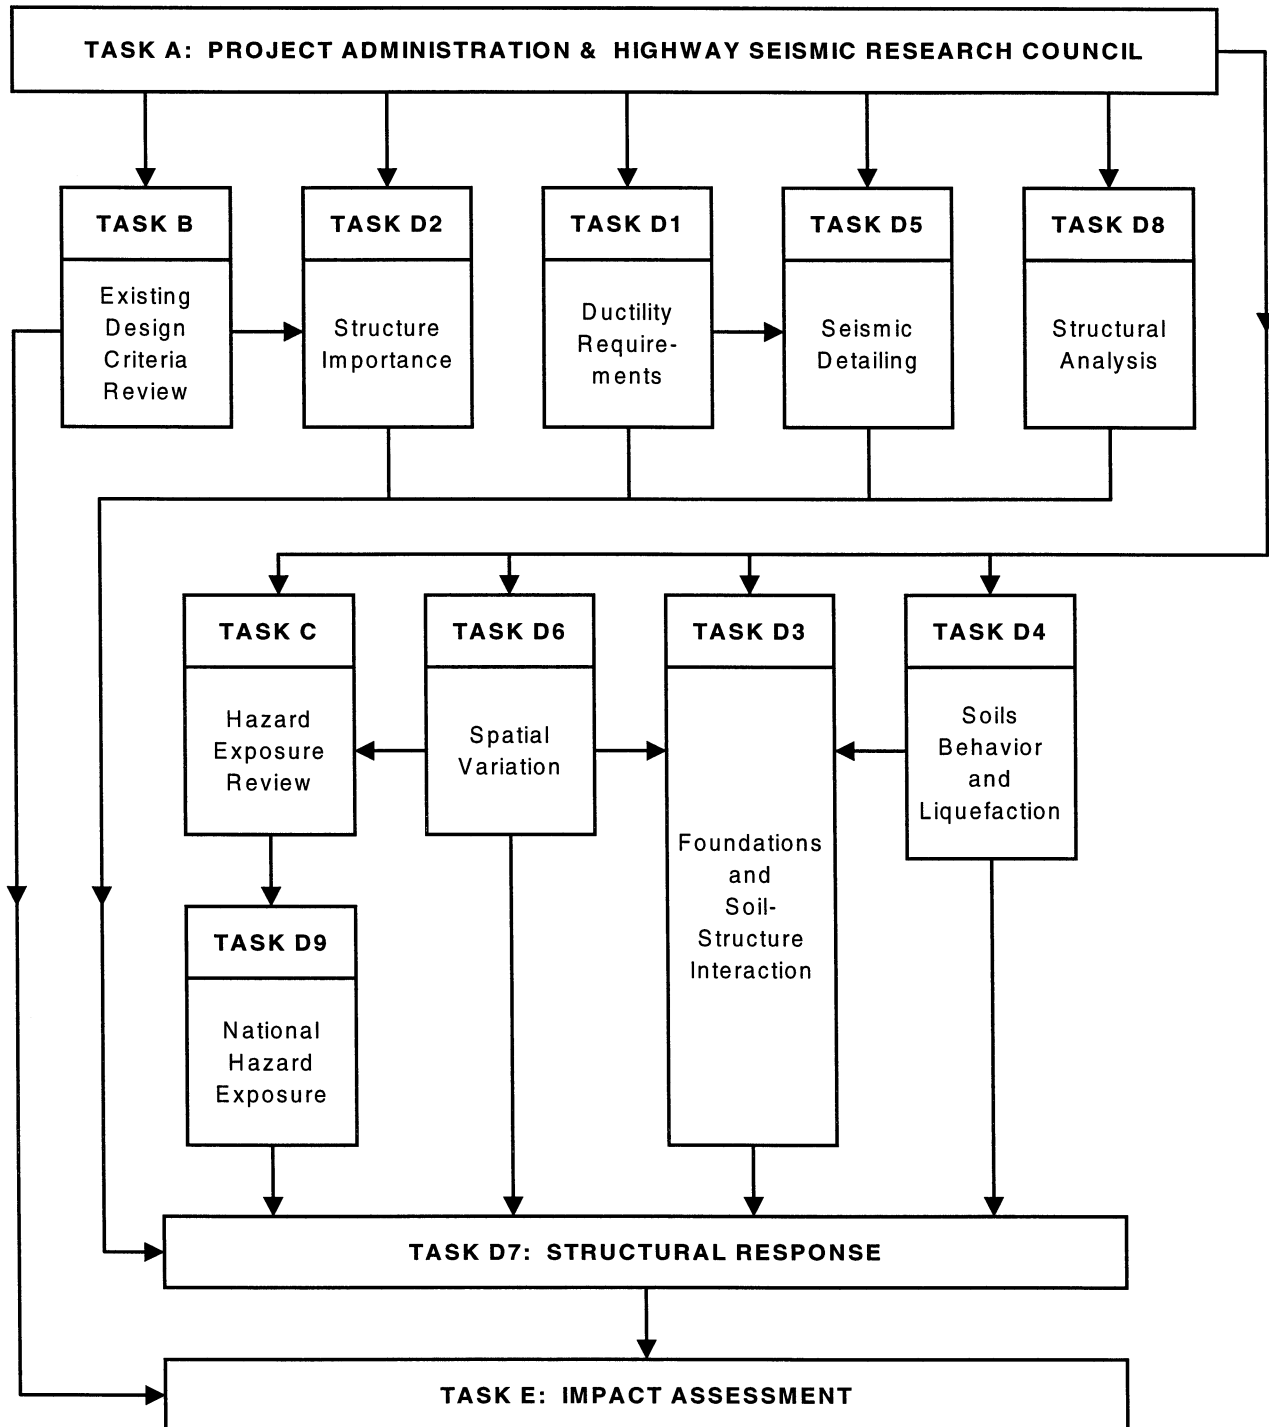 TASK A: PROJECT ADMINISTRATION & HIGHWAY SEISMIC RESEARCH COUNCIL
TASK B
Existing
Design
Criteria
Review
TASK D2
Structure
Importance
TASK D1
Ductility
Require-
ments
TASK D5
Seismic
Detailing
TASK D8
Structural
Analysis
TASK C
Hazard
Exposure
Review
TASK D6
Spatial
Variation
TASK D3
Foundations
and
Soil-
Structure
Interaction
TASK D4
Soils
Behavior
and
Liquefaction
TASK D9
National
Hazard
Exposure
TASK D7: STRUCTURAL RESPONSE
TASK E: IMPACT ASSESSMENT